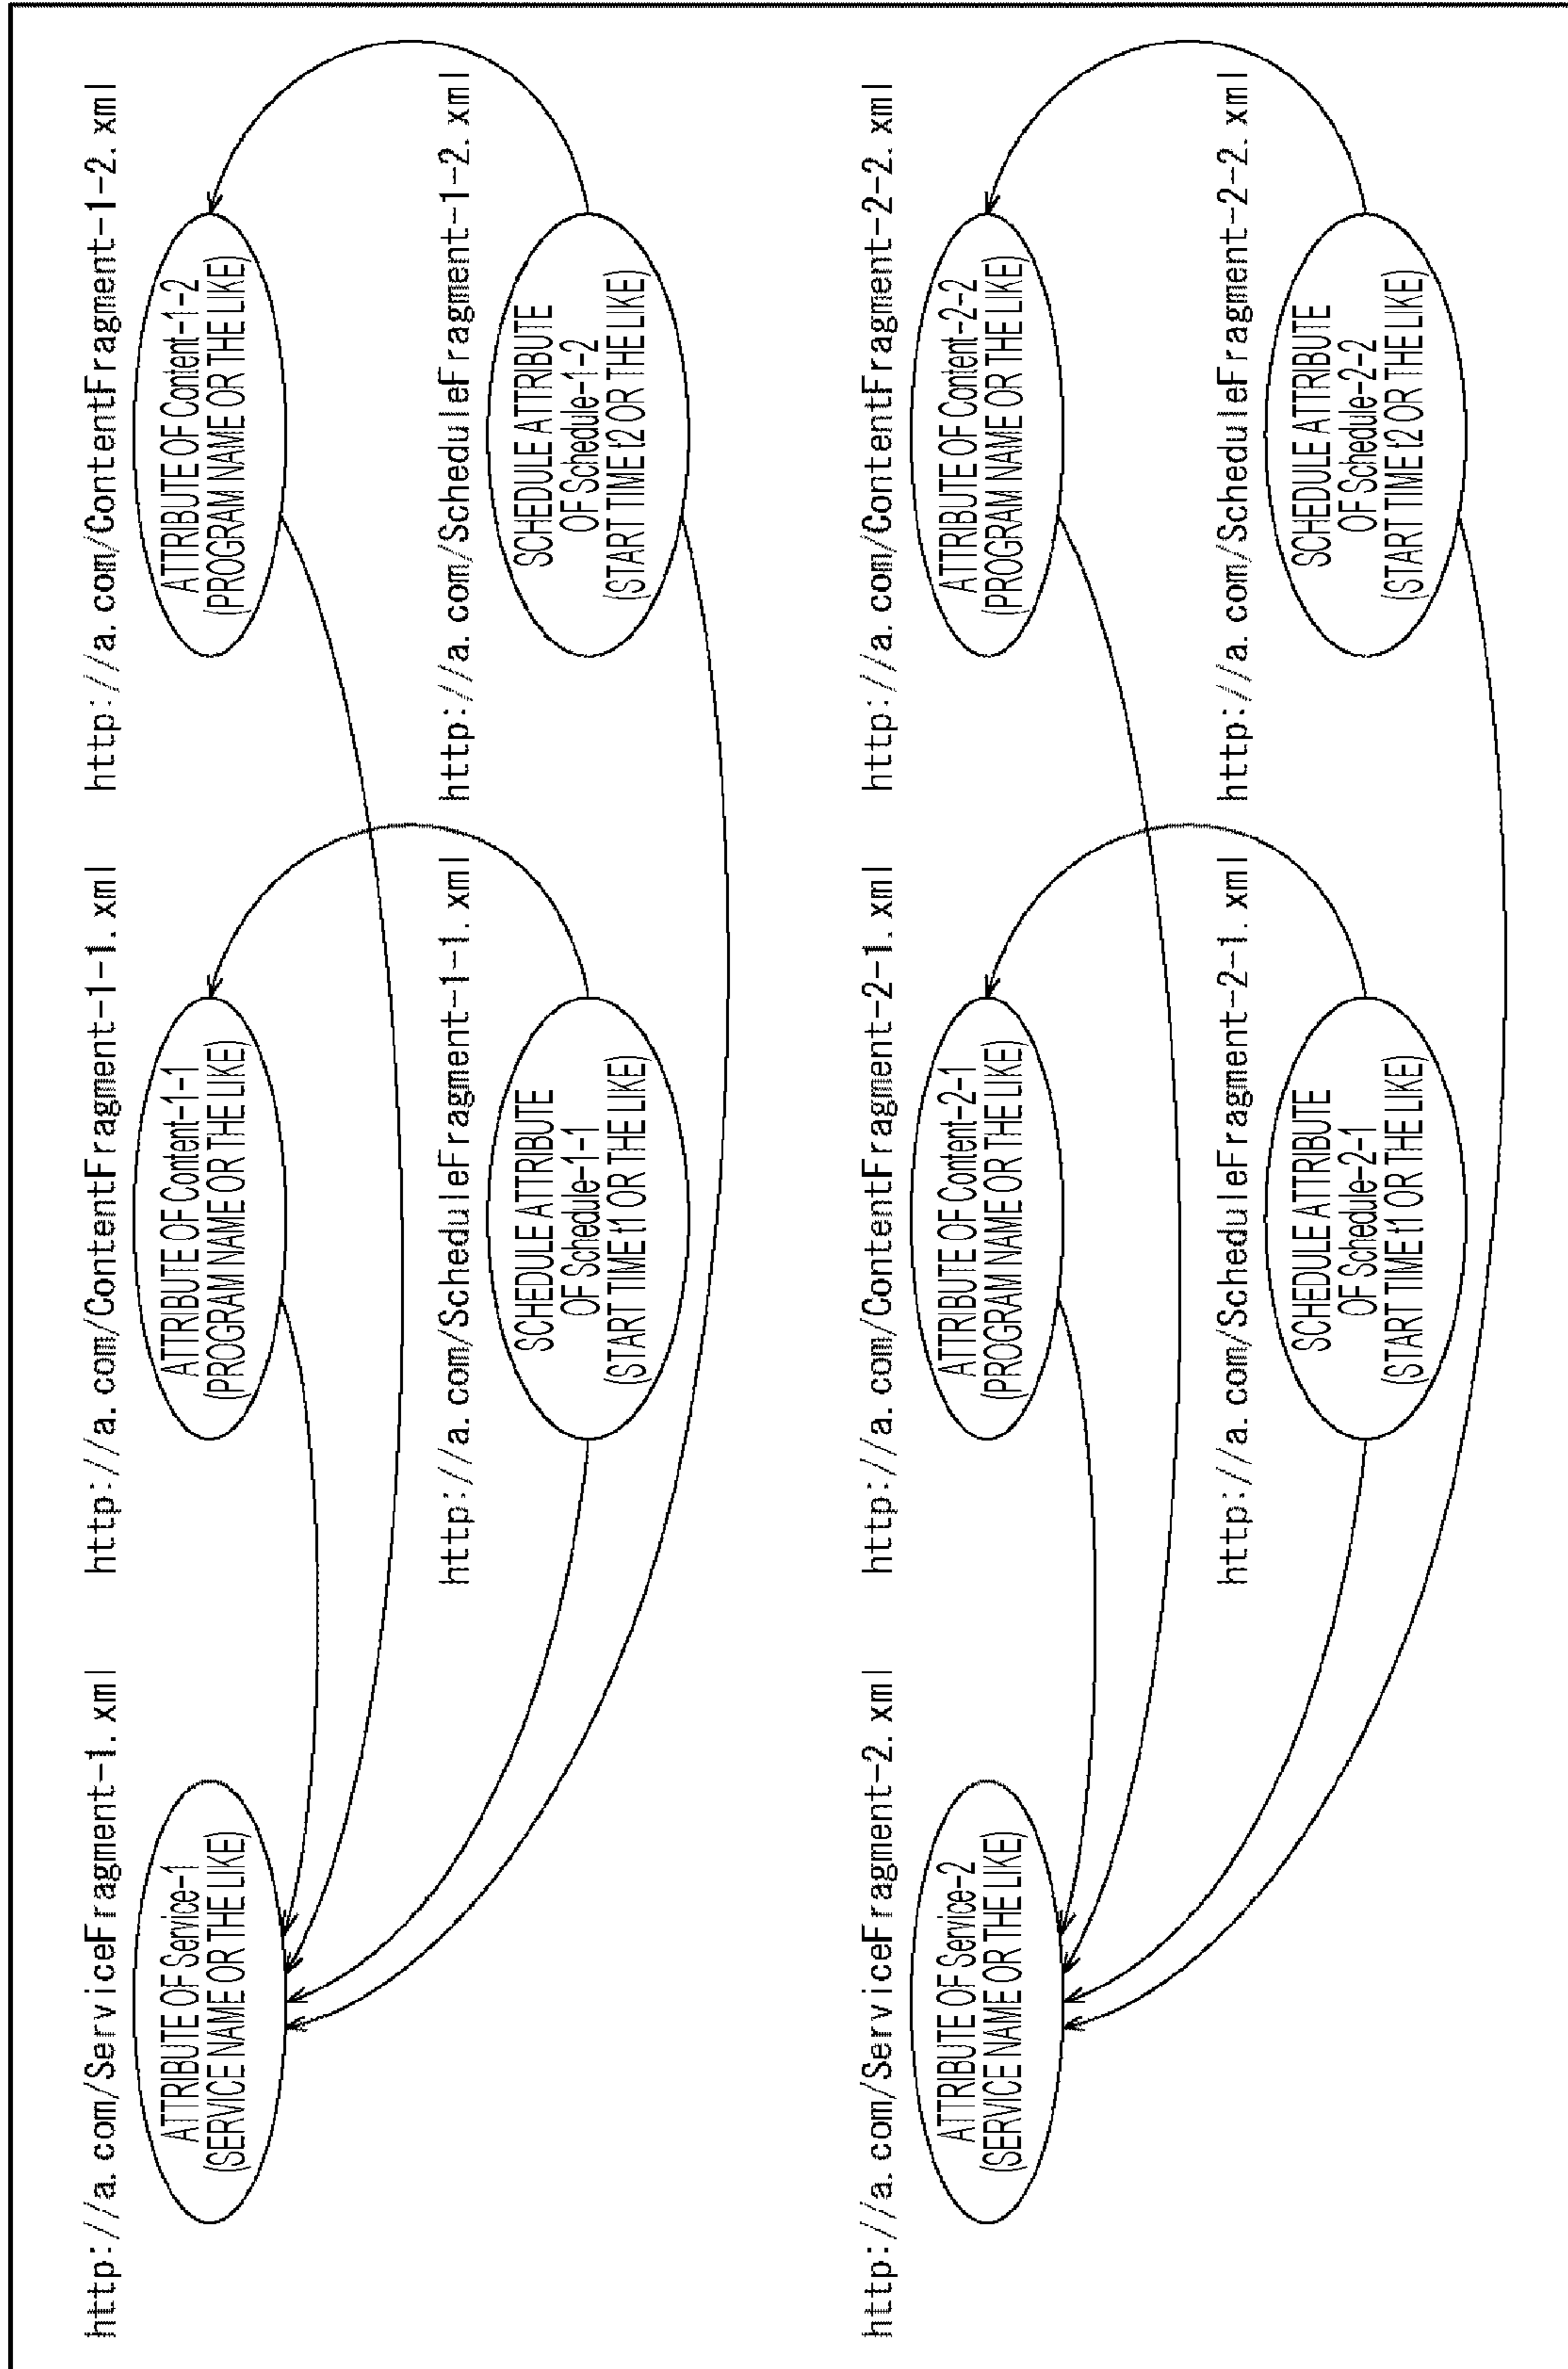 http://a.com/ServiceFragment-1.xml
ATTRIBUTE OF Service-1
(SERVICE NAME OR THE LIKE)
http://a.com/ContentFragment-1-1.xml
ATTRIBUTE OF Content-1-1
(PROGRAM NAME OR THE LIKE)
http://a.com/ContentFragment-1-2.xml
ATTRIBUTE OF Content-1-2
(PROGRAM NAME OR THE LIKE)
http://a.com/ScheduleFragment-1-1.xml
SCHEDULE ATTRIBUTE
OF Schedule-1-1
(START TIME t1 OR THE LIKE)
http://a.com/ScheduleFragment-1-2.xml
SCHEDULE ATTRIBUTE
OF Schedule-1-2
(START TIME t2 OR THE LIKE)
http://a.com/ServiceFragment-2.xml
ATTRIBUTE OF Service-2
(SERVICE NAME OR THE LIKE)
http://a.com/ContentFragment-2-1.xml
ATTRIBUTE OF Content-2-1
(PROGRAM NAME OR THE LIKE)
http://a.com/ContentFragment-2-2.xml
ATTRIBUTE OF Content-2-2
(PROGRAM NAME OR THE LIKE)
http://a.com/ScheduleFragment-2-1.xml
SCHEDULE ATTRIBUTE
OF Schedule-2-1
(START TIME t1 OR THE LIKE)
http://a.com/ScheduleFragment-2-2.xml
SCHEDULE ATTRIBUTE
OF Schedule-2-2
(START TIME t2 OR THE LIKE)